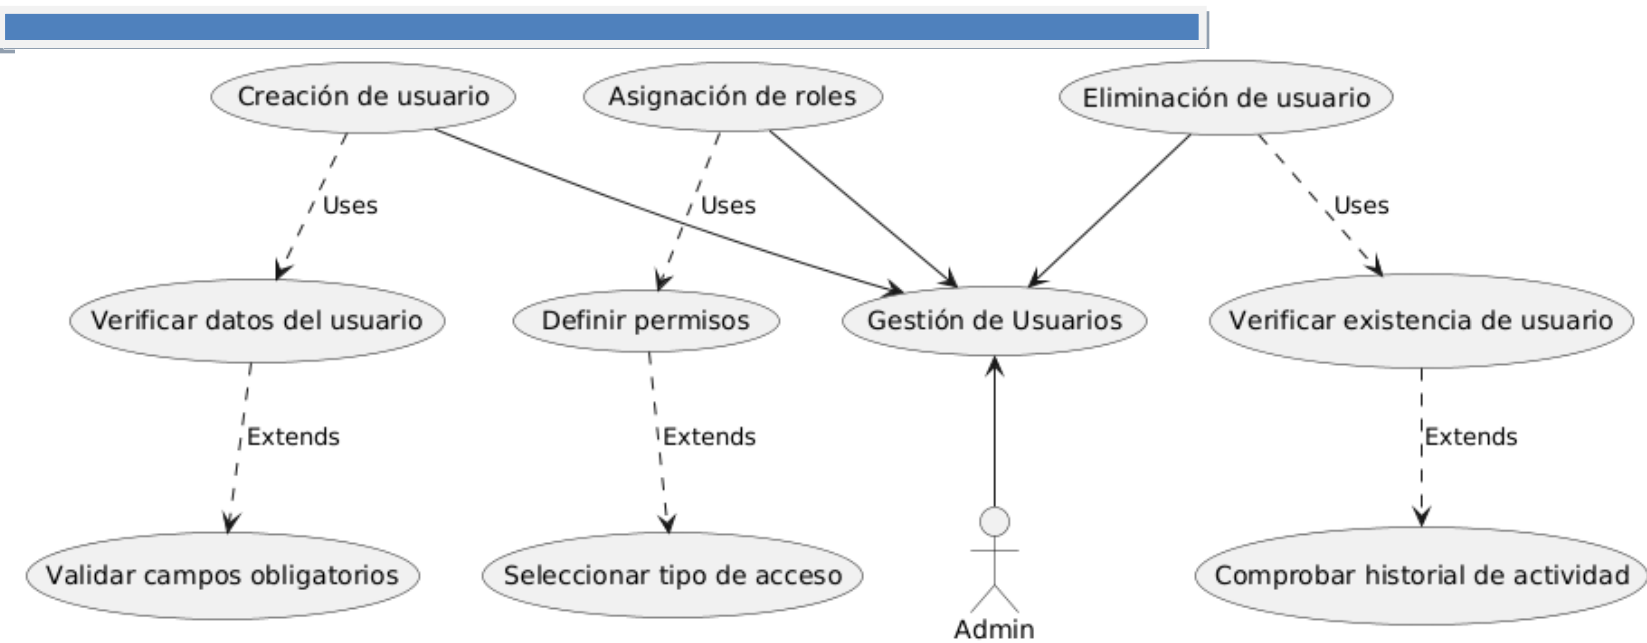 Creación de usuario
Asignación de roles
Eliminación de usuario
Uses
Uses
Uses
Verificar datos del usuario
Definir permisos
Gestión de Usuarios
Verificar existencia de usuario
Extends
Extends
Extends
Validar campos obligatorios
Seleccionar tipo de acceso
Comprobar historial de actividad
Admin